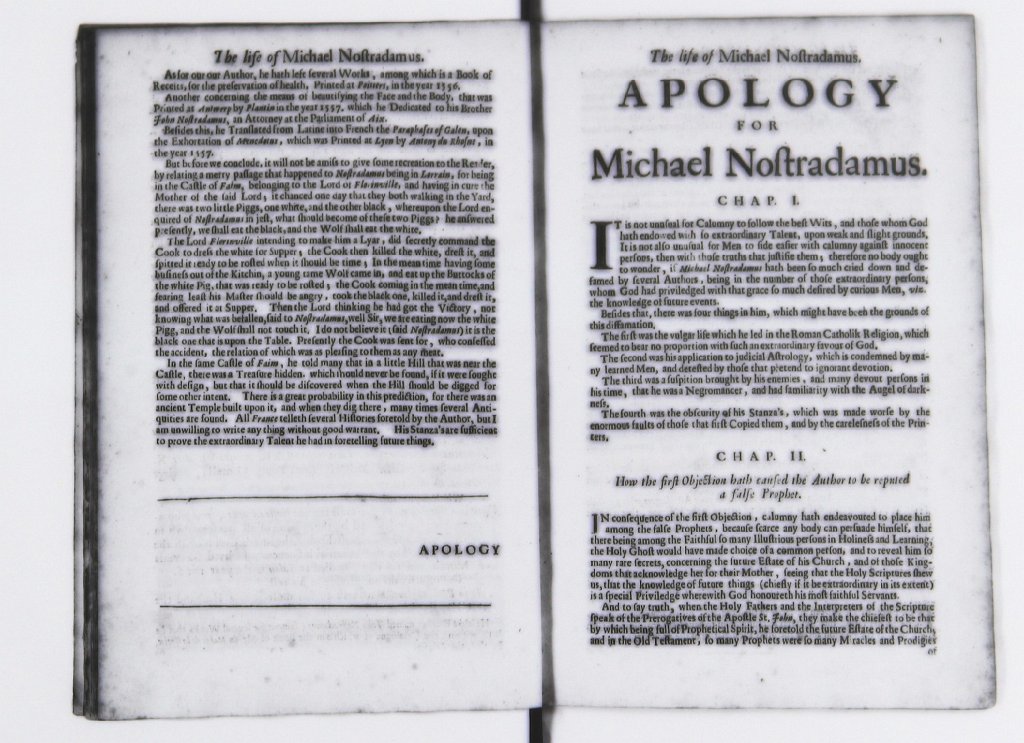 The life of Michael Noſtradamus.
As for our our Author, he hath left ſeveral Works, among which is a Book of
Receits, for the preſervation of health, Printed at Poitiers, in the year 1556.
Another concerning the means of beautifying the Face and the Body, that was
Printed at Antwerp by Plantin in the year 1557. which he Dedicated to his Brother
John Noſtradamus, an Attorney at the Parliament of Aix.
Beſides this, he Tranſlated from Latine into French the Paraphaſes of Galen, upon
the Exhortation of Menodotus, which was Printed at Lyon by Antony du Rhoſne, in
the year 1557.
But before we conclude, it will not be amiſs to give ſome recreation to the Reader,
by relating a merry paſſage that happened to Noſtradamus being in Lorrain, for being
in the Caſtle of Faim, belonging to the Lord of Florinville, and having in cure the
Mother of the ſaid Lord; it chanced one day that they both walking in the Yard,
there was two little Piggs, one white, and the other black, whereupon the Lord en-
quired of Noſtradamus in jeſt, what ſhould become of theſe two Piggs? he anſwered
preſently, we ſhall eat the black, and the Wolf ſhall eat the white.
The Lord Florinville intending to make him a Lyar, did ſecretly command the
Cook to dreſs the white for Supper; the Cook then killed the white, dreſt it, and
ſpitted it ready to be roſted when it ſhould be time; In the mean time having ſome
buſineſs out of the Kitchin, a young tame Wolf came in, and eat up the Buttocks of
the white Pig, that was ready to be roſted; the Cook coming in the mean time, and
fearing leaſt his Maſter ſhould be angry, took the black one, killed it, and dreſt it,
and offered it at Supper. Then the Lord thinking he had got the Victory, not
knowing what was befallen, ſaid to Noſtradamus, well Sir, we are eating now the white
Pigg, and the Wolf ſhall not touch it. I do not believe it (ſaid Noſtradamus) it is the
black one that is upon the Table. Preſently the Cook was ſent for, who confeſſed
the accident, the relation of which was as pleaſing to them as any meat.
In the ſame Caſtle of Faim, he told many that in a little Hill that was near the
Caſtle, there was a Treaſure hidden, which ſhould never be found, if it were ſought
with deſign, but that it ſhould be diſcovered when the Hill ſhould be digged for
ſome other intent. There is a great probability in this prediction, for there was an
ancient Temple built upon it, and when they dig there, many times ſeveral Anti-
quities are found. All France telleth ſeveral Hiſtories foretold by the Author, but I
am unwilling to write any thing without good warrant. His Stanza's are ſufficient
to prove the extraordinary Talent he had in foretelling future things.
APOLOGY
The life of Michael Noſtradamus.
APOLOGY
FOR
Michael Noſtradamus.
CHAP. I.
IT is not unuſual for Calumny to follow the beſt Wits, and thoſe whom God
hath endowed with ſo extraordinary Talent, upon weak and ſlight grounds,
It is not alſo unuſual for Men to ſide eaſier with calumny againſt innocent
perſons, then with thoſe truths that juſtifie them; therefore no body ought
to wonder, if Michael Noſtradamus hath been ſo much cried down and de-
famed by ſeveral Authors, being in the number of thoſe extraordinary perſons,
whom God had priviledged with that grace ſo much deſired by curious Men, viz.
the knowledge of future events.
Beſides that, there was four things in him, which might have been the grounds of
this diffamation.
The firſt was the vulgar life which he led in the Roman Catholik Religion, which
ſeemed to bear no proportion with ſuch an extraordinary favour of God.
The ſecond was his application to judicial Aſtrology, which is condemned by ma-
ny learned Men, and deteſted by thoſe that pretend to ignorant devotion.
The third was a ſuſpition brought by his enemies, and many devout perſons in
his time, that he was a Negromancer, and had familiarity with the Augel of dark-
neſs.
The fourth was the obſcurity of his Stanza's, which was made worſe by the
enormous faults of thoſe that firſt Copied them, and by the careleſneſs of the Prin-
ters.
CHAP. II.
How the firſt Objection hath cauſed the Author to be reputed
a falſe Prophet.
IN conſequence of the firſt Objection, calumny hath endeavoured to place him
among the falſe Prophets, becauſe ſcarce any body can perſuade himſelf, that
there being among the Faithful ſo many Illuſtrious perſons in Holineſs and Learning,
the Holy Ghoſt would have made choice of a common perſon, and to reveal him ſo
many rare ſecrets, concerning the future Eſtate of his Church, and of thoſe King-
doms that acknowledge her for their Mother, ſeeing that the Holy Scriptures ſhew
us, that the knowledge of future things (chiefly if it be extraordinary in its extent)
is a ſpecial Priviledge wherewith God honoureth his moſt faithful Servants.
And to ſay truth, when the Holy Fathers and the Interpreters of the Scripture
ſpeak of the Prerogatives of the Apoſtle St. John, they make the chiefeſt to be that
by which being full of Prophetical Spirit, he foretold the future Eſtate of the Church,
and in the Old Teſtament, ſo many Prophets were ſo many Miracles and Prodigies
of